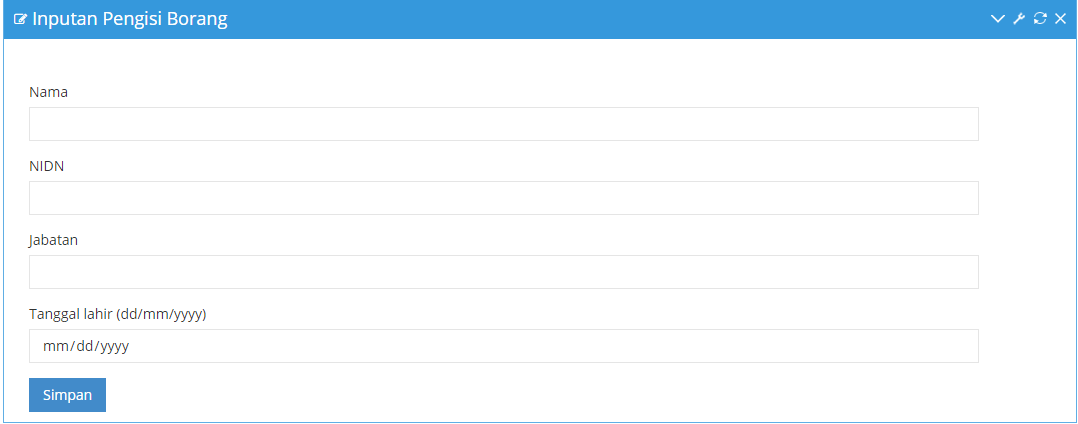 Inputan Pengisi Borang
Nama
NIDN
Jabatan
Tanggal lahir (dd/mm/yyyy)
mm/dd/yyyy
Simpan